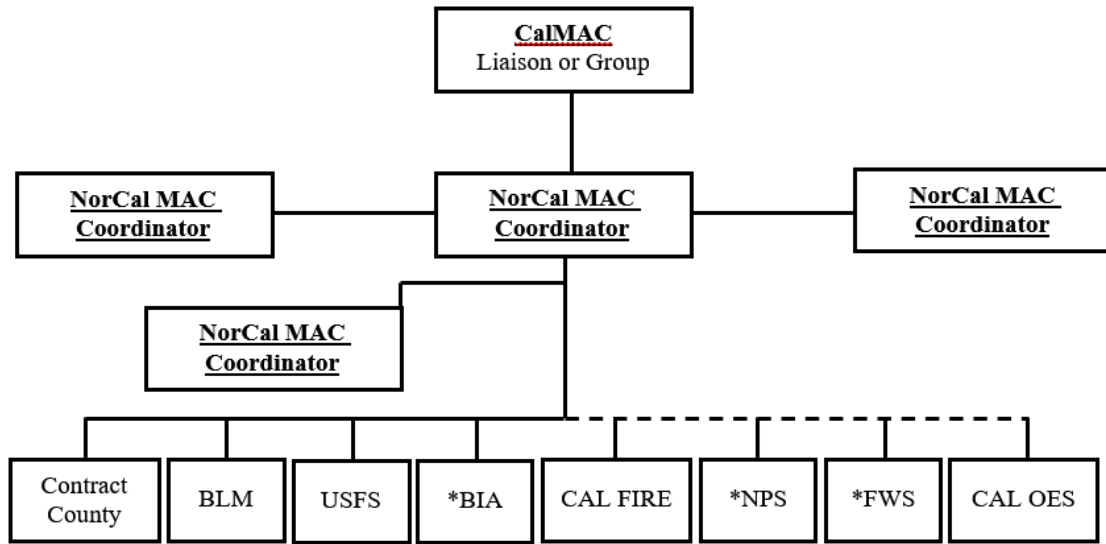 CalMAC
Liaison or Group
NorCal MAC
Coordinator
NorCal MAC
Coordinator
NorCal MAC
Coordinator
NorCal MAC
Coordinator
Contract
County
BLM
USFS
*BIA
CAL FIRE
*NPS
*FWS
CAL OES